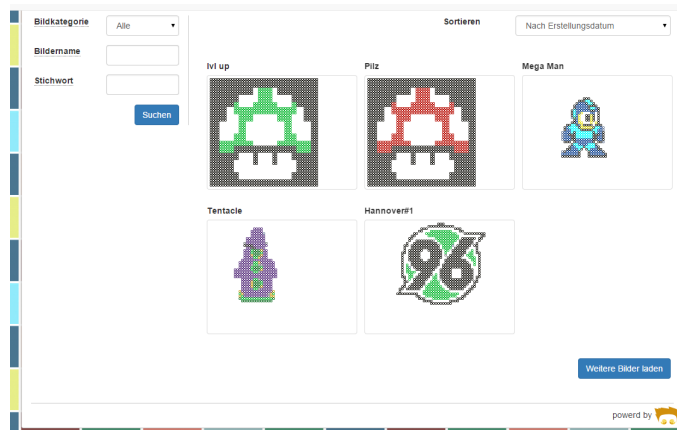 Bildkategorie
Alle
Bildername
Stichwort
Suchen
Sortieren
Nach Erstellungsdatum
lvl up
Pilz
Mega Man
Tentacle
Hannover#1
96
Weitere Bilder laden
powerd by